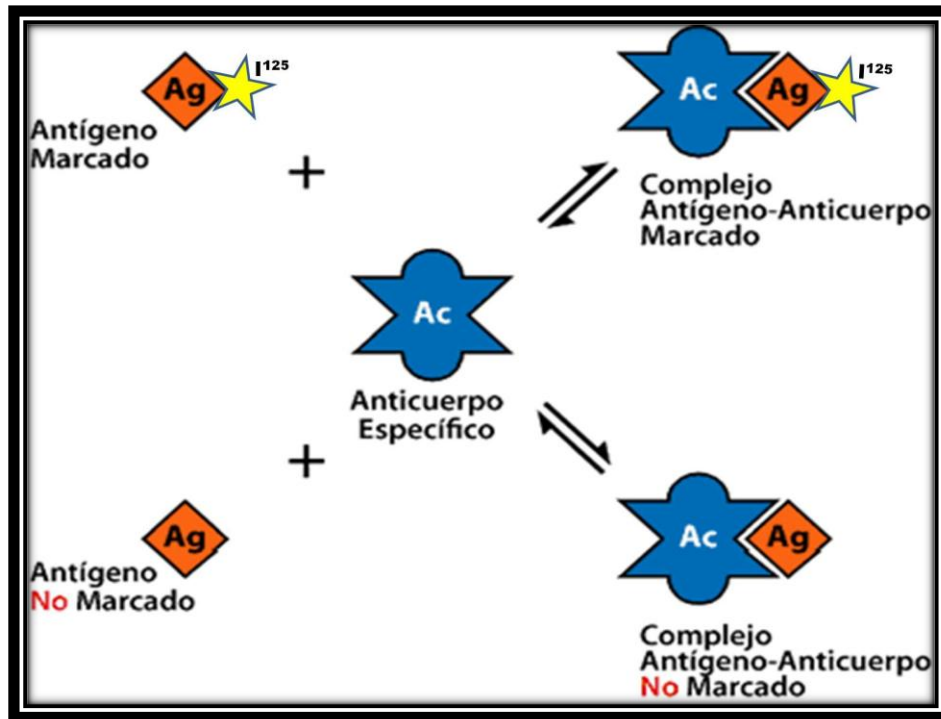 Ag
I¹²⁵
Antígeno
Marcado
+
Ac
Ag
I¹²⁵
Complejo
Antígeno-Anticuerpo
Marcado
Ac
Anticuerpo
Específico
+
Ag
Antígeno
No Marcado
Ac
Ag
Complejo
Antígeno-Anticuerpo
No Marcado